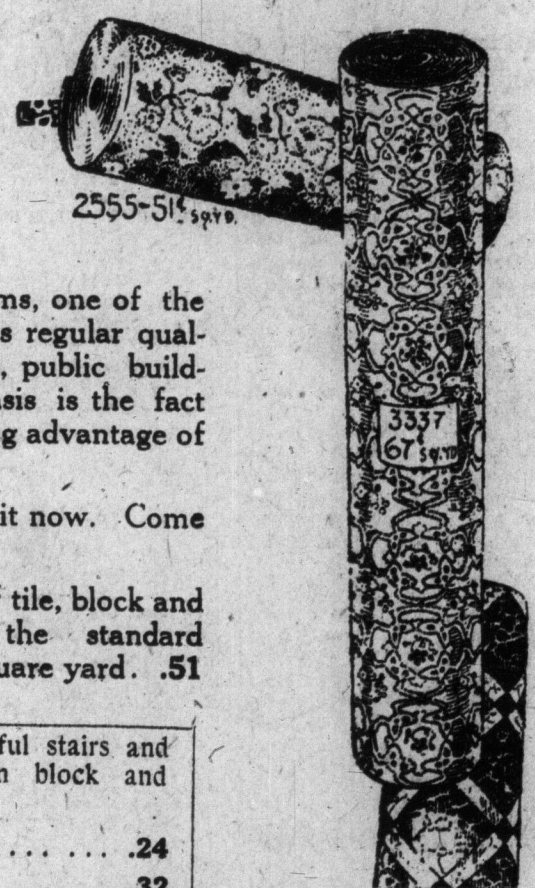 2555-51¢ SQ.YD.
ms, one of the
s regular qual-
, public build-
sis is the fact
g advantage of
3337
67¢ SQ.YD
it now. Come
tile, block and
the standard
uare yard. .51
ful stairs and
block and
. . . . . . .24
.32